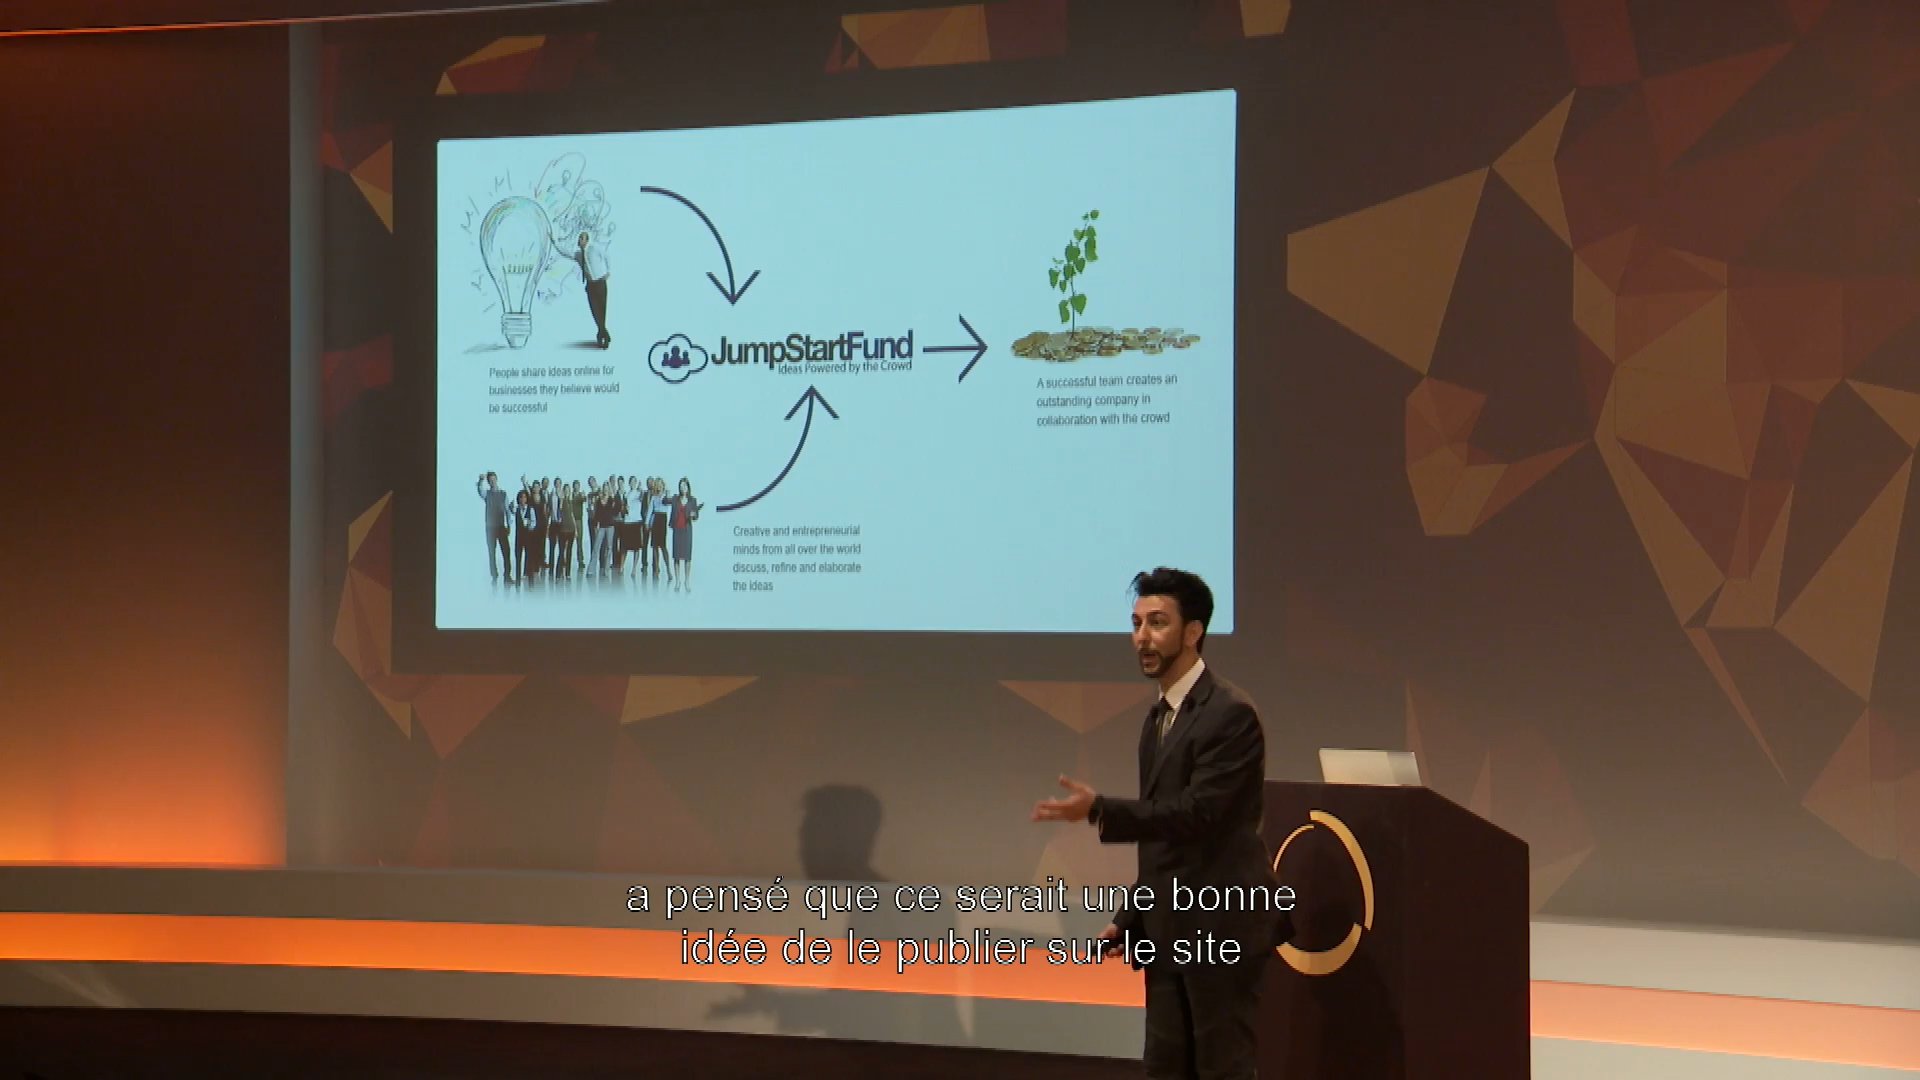 People share ideas online for
businesses they believe would
be successful
JumpStartFund
Ideas Powered by the Crowd
A successful team creates an
outstanding company in
collaboration with the crowd
Creative and entrepreneurial
minds from all over the world
discuss, refine and elaborate
the ideas
a pensé que ce serait une bonne
idée de le publier sur le site